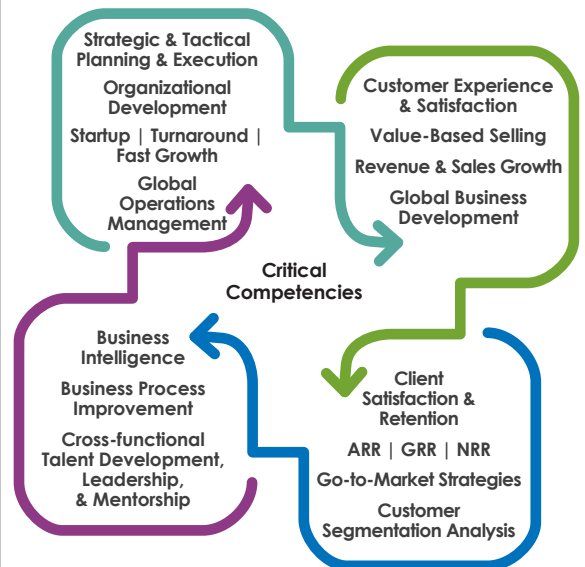 Strategic & Tactical
Planning & Execution
Organizational
Development
Startup | Turnaround |
Fast Growth
Global
Operations
Management
Customer Experience
& Satisfaction
Value-Based Selling
Revenue & Sales Growth
Global Business
Development
Critical
Competencies
Business
Intelligence
Business Process
Improvement
Cross-functional
Talent Development,
Leadership,
& Mentorship
Client
Satisfaction &
Retention
ARR | GRR | NRR
Go-to-Market Strategies
Customer
Segmentation Analysis